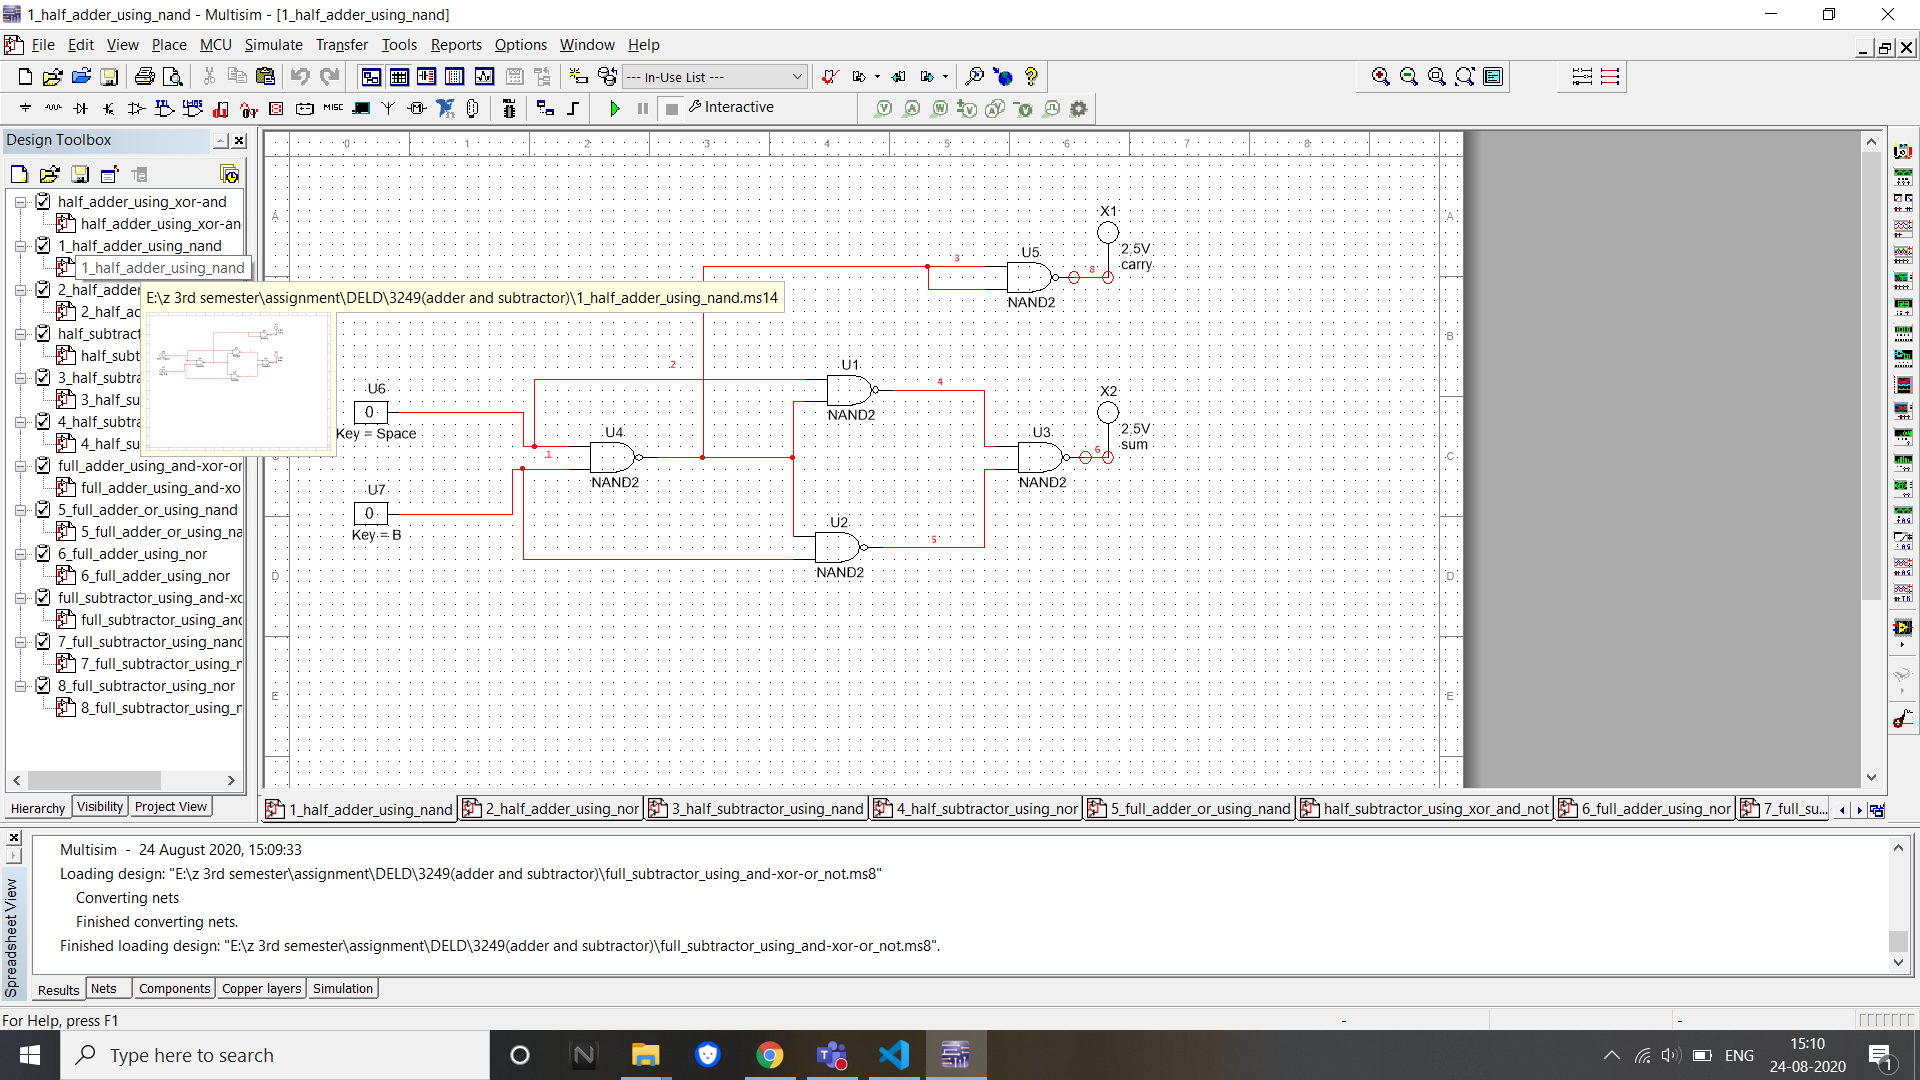 1_half_adder_using_nand - Multisim - [1_half_adder_using_nand]
File Edit View Place MCU Simulate Transfer Tools Reports Options Window Help
--- In-Use List ---
MISC
Interactive
Design Toolbox
half_adder_using_xor-and
half_adder_using_xor-an
1_half_adder_using_nand
1_half_adder_using_nand
2_half_adder
2_half_ad
half_subtract
half_subt
3_half_subtra
3_half_su
4_half_subtra
4_half_su
full_adder_using_and-xor-or
full_adder_using_and-xo
5_full_adder_or_using_nand
5_full_adder_or_using_na
6_full_adder_using_nor
6_full_adder_using_nor
full_subtractor_using_and-xo
full_subtractor_using_and
7_full_subtractor_using_nand
7_full_subtractor_using_n
8_full_subtractor_using_nor
8_full_subtractor_using_n
Hierarchy Visibility Project View
E:\z 3rd semester\assignment\DELD\3249(adder and subtractor)\1_half_adder_using_nand.ms14
0 1 2 3 4 5 6 7 8
A
A
B
B
C
C
D
D
E
E
X1
2.5V
carry
U5
3
8
NAND2
2
U1
4
NAND2
U6
0
Key = Space
U4
1
NAND2
X2
2.5V
sum
U3
6
NAND2
U7
0
Key = B
U2
5
NAND2
1_half_adder_using_nand 2_half_adder_using_nor 3_half_subtractor_using_nand 4_half_subtractor_using_nor 5_full_adder_or_using_nand half_subtractor_using_xor_and_not 6_full_adder_using_nor 7_full_su...
Spreadsheet View
Multisim - 24 August 2020, 15:09:33
Loading design: "E:\z 3rd semester\assignment\DELD\3249(adder and subtractor)\full_subtractor_using_and-xor-or_not.ms8"
Converting nets
Finished converting nets.
Finished loading design: "E:\z 3rd semester\assignment\DELD\3249(adder and subtractor)\full_subtractor_using_and-xor-or_not.ms8".
Results Nets Components Copper layers Simulation
For Help, press F1
- -
Type here to search
ENG
15:10
24-08-2020
1